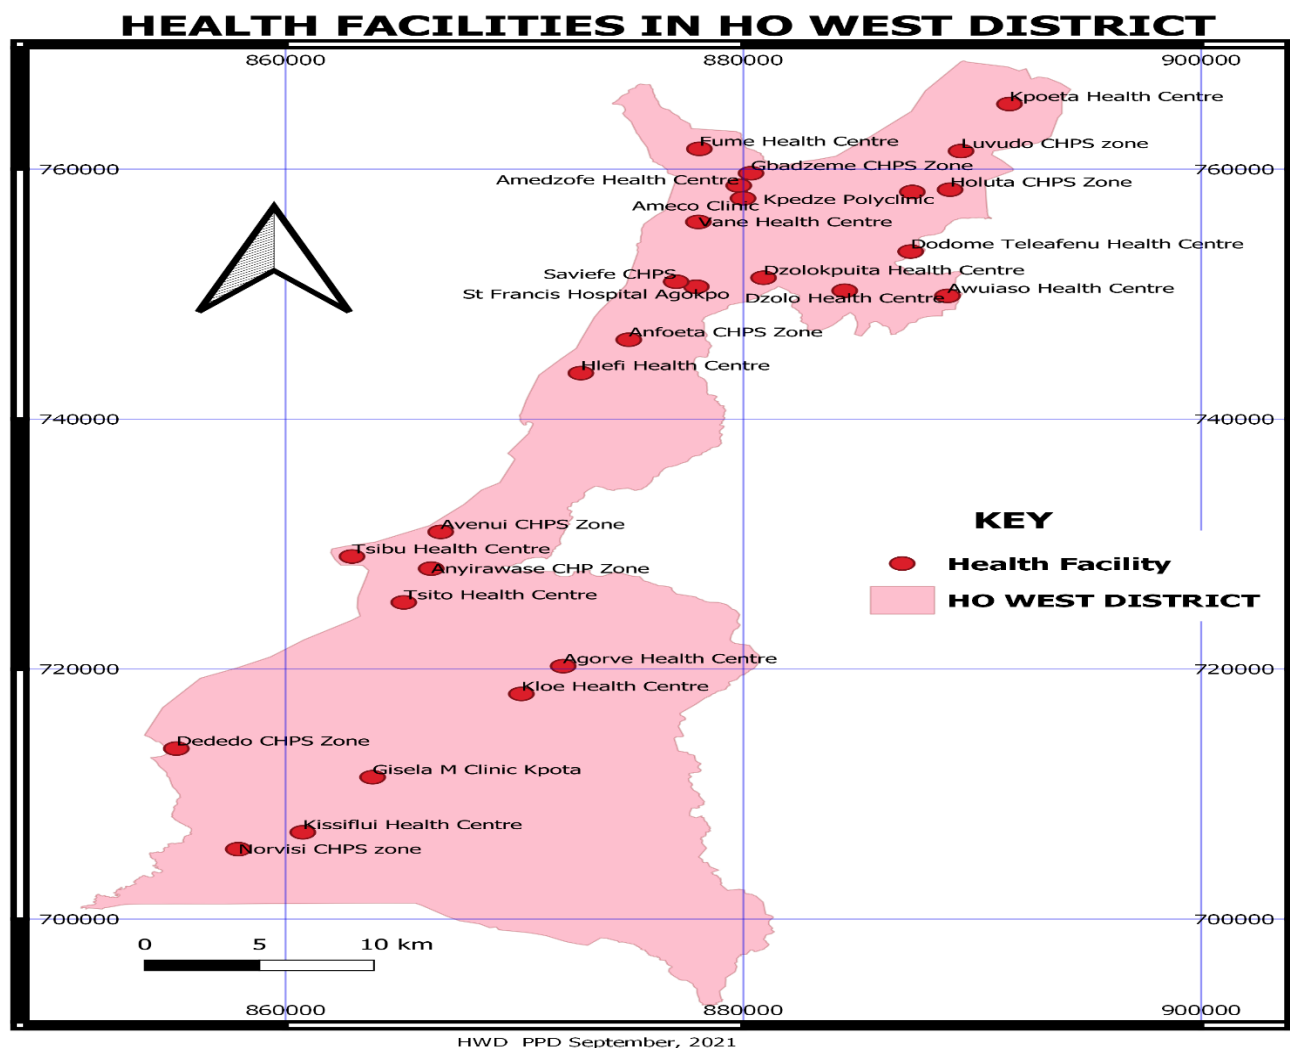 HEALTH FACILITIES IN HO WEST DISTRICT
860000 880000 900000
Kpoeta Health Centre
Fume Health Centre
Luvudo CHPS zone
760000 760000
Gbadzeme CHPS Zone
Amedzofe Health Centre
Holuta CHPS Zone
Kpedze Polyclinic
Ameco Clinic
Vane Health Centre
Dodome Teleafenu Health Centre
Saviefe CHPS
Dzolokpuita Health Centre
St Francis Hospital Agokpo
Dzolo Health Centre
Awuiaso Health Centre
Anfoeta CHPS Zone
Hlefi Health Centre
740000 740000
KEY
Health Facility
HO WEST DISTRICT
Avenui CHPS Zone
Tsibu Health Centre
Anyirawase CHP Zone
Tsito Health Centre
720000 720000
Agorve Health Centre
Kloe Health Centre
Dededo CHPS Zone
Gisela M Clinic Kpota
Kissiflui Health Centre
Norvisi CHPS zone
700000 700000
0 5 10 km
860000 880000 900000
HWD PPD September, 2021